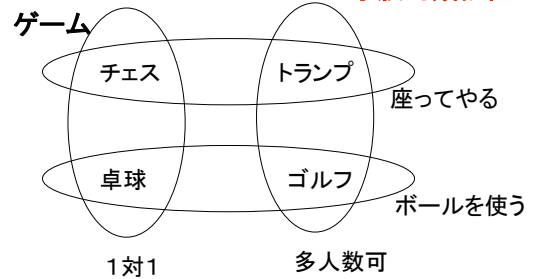 ゲーム
チェス
トランプ
座ってやる
卓球
ゴルフ
ボールを使う
1対1
多人数可